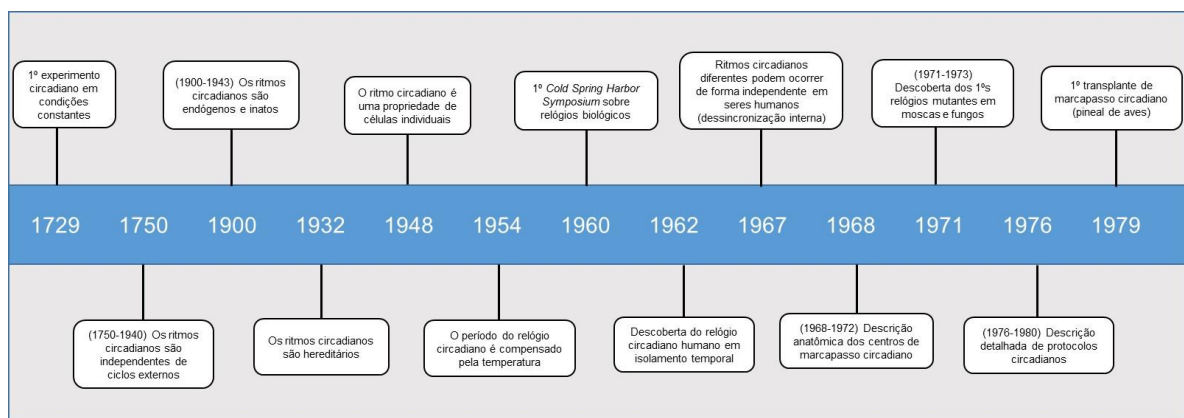 1º experimento
circadiano em
condições
constantes
(1900-1943) Os ritmos
circadianos são
endógenos e inatos
O ritmo circadiano é
uma propriedade de
células individuais
1º Cold Spring Harbor
Symposium sobre
relógios biológicos
Ritmos circadianos
diferentes podem ocorrer
de forma independente em
seres humanos
(dessincronização interna)
(1971-1973)
Descoberta dos 1ºs
relógios mutantes em
moscas e fungos
1º transplante de
marcapasso circadiano
(pineal de aves)
1729 1750 1900 1932 1948 1954 1960 1962 1967 1968 1971 1976 1979
(1750-1940) Os ritmos
circadianos são
independentes de
ciclos externos
Os ritmos circadianos
são hereditários
O período do relógio
circadiano é compensado
pela temperatura
Descoberta do relógio
circadiano humano em
isolamento temporal
(1968-1972) Descrição
anatômica dos centros de
marcapasso circadiano
(1976-1980) Descrição
detalhada de protocolos
circadianos